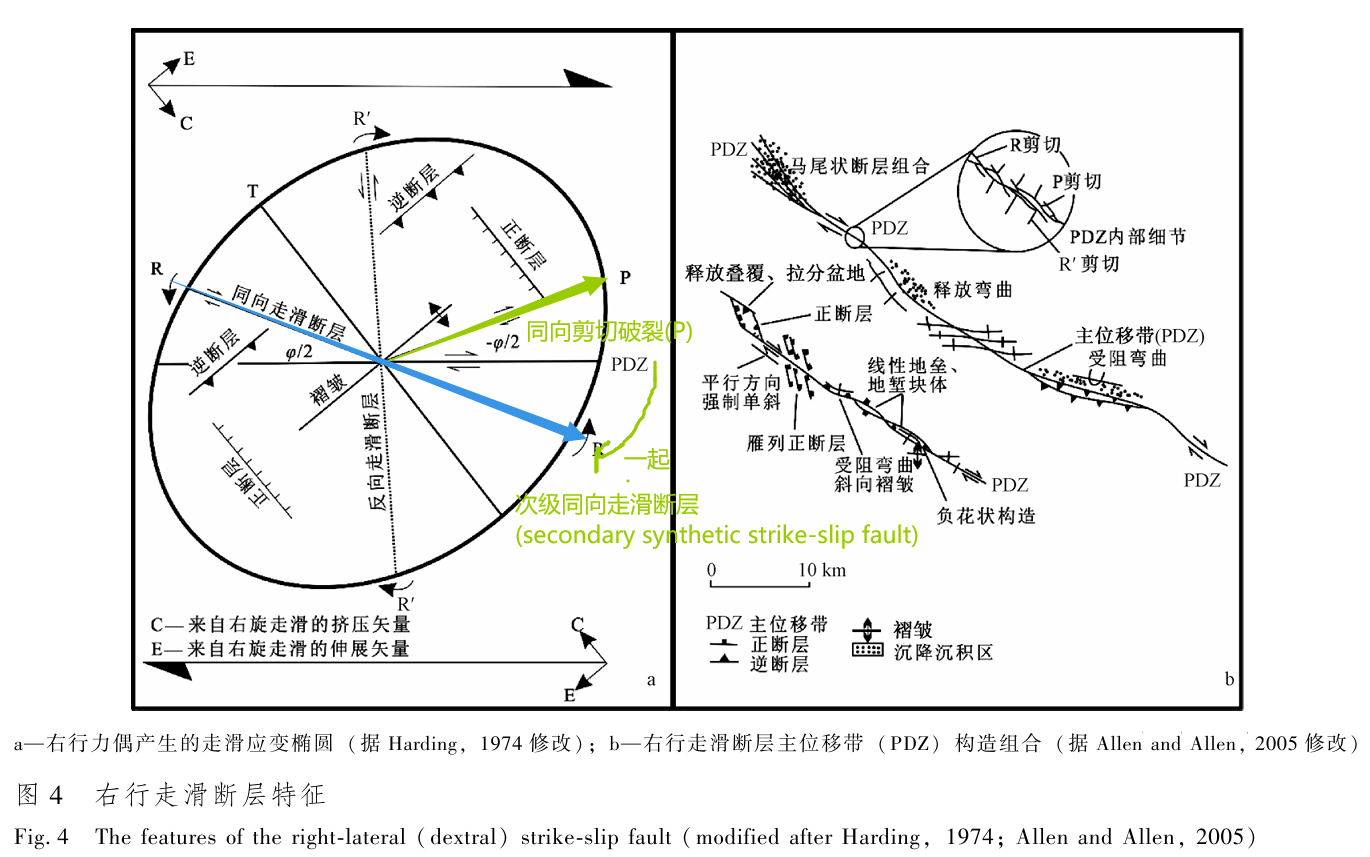 E
C
R′
T
逆断层
正断层
R
P
同向走滑断层
同向剪切破裂(P)
-φ/2
逆断层
φ/2
PDZ
褶皱
反向走滑断层
正断层
R
一起
次级同向走滑断层
(secondary synthetic strike-slip fault)
R′
C—来自右旋走滑的挤压矢量
E—来自右旋走滑的伸展矢量
C
E
a
PDZ
马尾状断层组合
PDZ
R剪切
P剪切
PDZ内部细节
R′剪切
释放叠覆、拉分盆地
释放弯曲
正断层
主位移带(PDZ)
受阻弯曲
平行方向
强制单斜
线性地垒、
地堑块体
雁列正断层
受阻弯曲
斜向褶皱
PDZ
PDZ
负花状构造
0 10 km
PDZ 主位移带
正断层
逆断层
褶皱
沉降沉积区
b
a—右行力偶产生的走滑应变椭圆 (据 Harding, 1974 修改); b—右行走滑断层主位移带 (PDZ) 构造组合 (据 Allen and Allen, 2005 修改)
图 4 右行走滑断层特征
Fig. 4 The features of the right-lateral (dextral) strike-slip fault (modified after Harding, 1974; Allen and Allen, 2005)